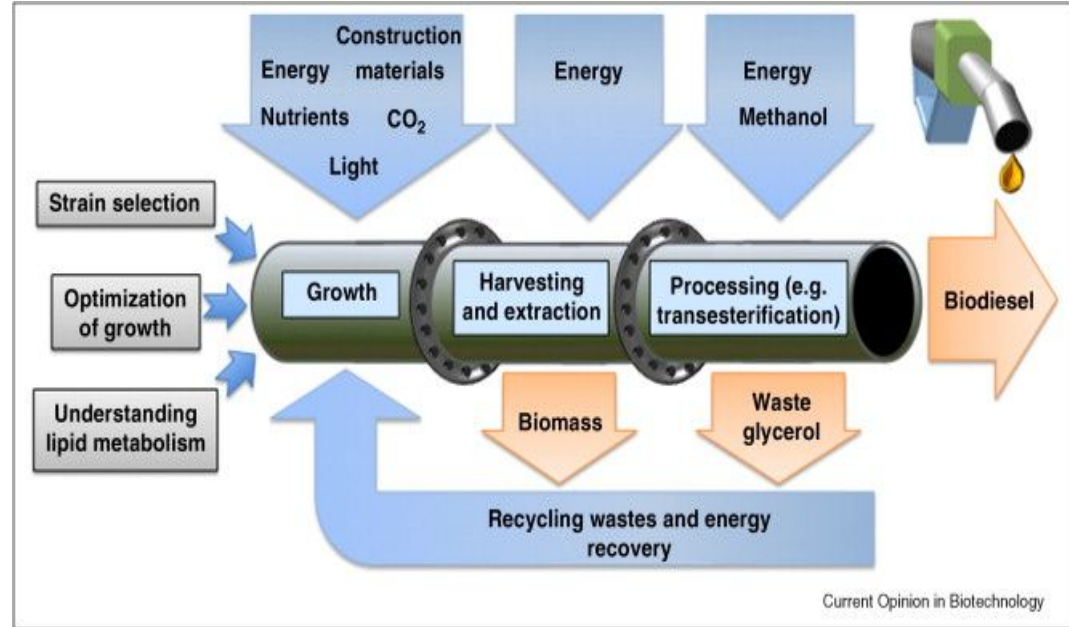 Construction
materials
Energy
Nutrients
CO₂
Light
Energy
Energy
Methanol
Strain selection
Optimization
of growth
Understanding
lipid metabolism
Growth
Harvesting
and extraction
Processing (e.g.
transesterification)
Biodiesel
Biomass
Waste
glycerol
Recycling wastes and energy
recovery
Current Opinion in Biotechnology